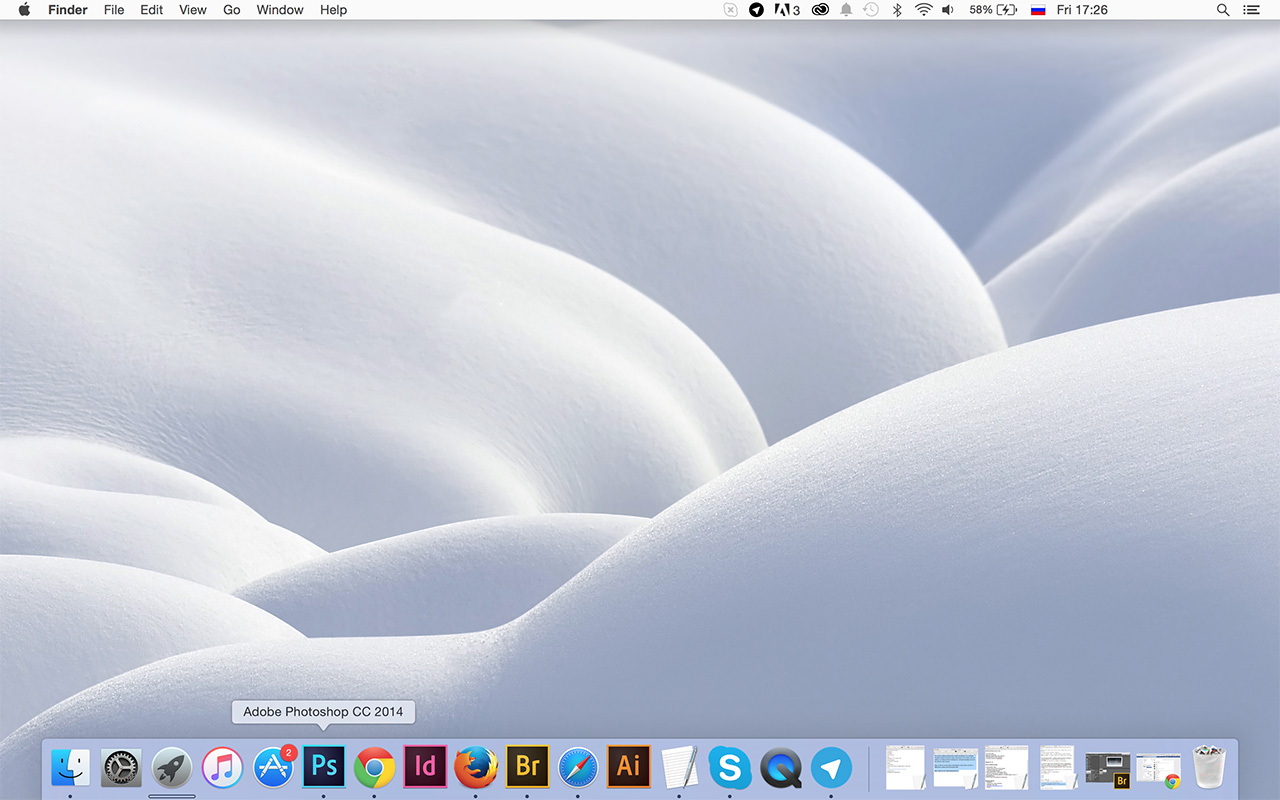 Finder File Edit View Go Window Help 3 58% Fri 17:26
Adobe Photoshop CC 2014
2 Ps Id Br Ai S Br